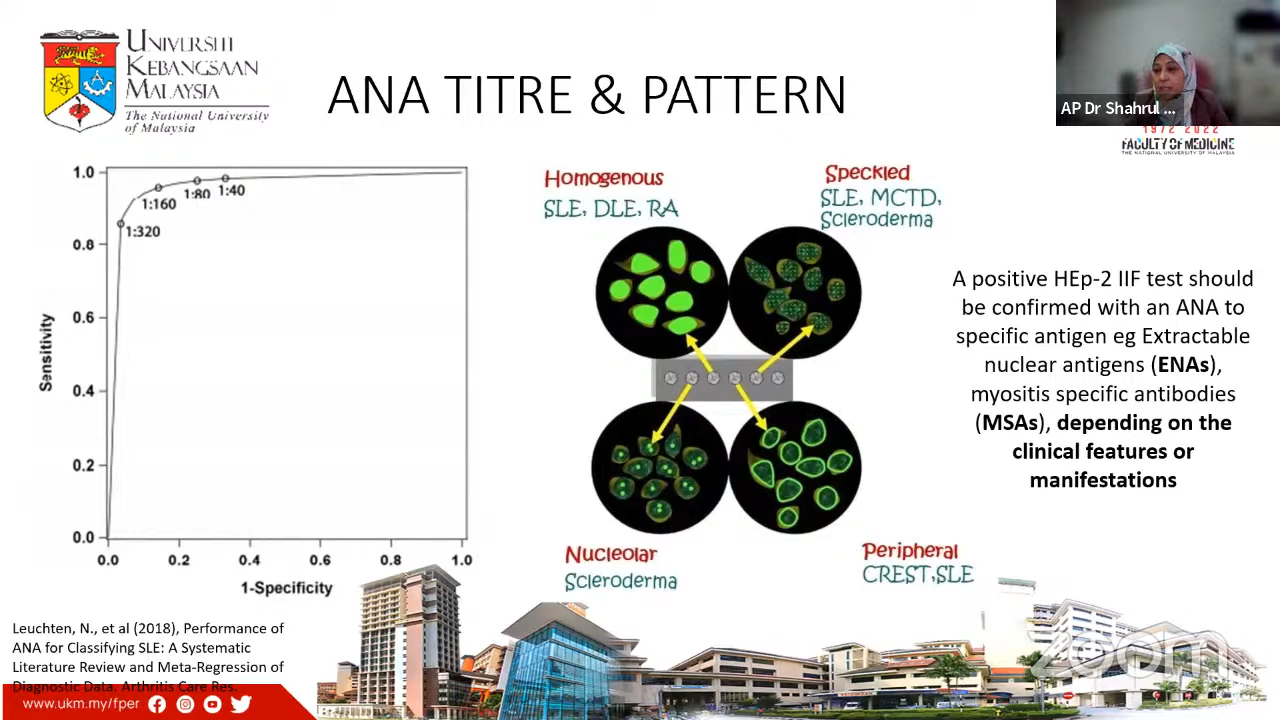 UNIVERSITI
KEBANGSAAN
MALAYSIA
The National University
of Malaysia
ANA TITRE & PATTERN
AP Dr Shahrul ...
1972 2022
FACULTY OF MEDICINE
THE NATIONAL UNIVERSITY OF MALAYSIA
1.0
0.8
0.6
0.4
0.2
0.0
Sensitivity
1:320
1:160
1:80
1:40
0.0 0.2 0.4 0.6 0.8 1.0
1-Specificity
Homogenous
SLE, DLE, RA
Speckled
SLE, MCTD,
Scleroderma
Nucleolar
Scleroderma
Peripheral
CREST,SLE
A positive HEp-2 IIF test should
be confirmed with an ANA to
specific antigen eg Extractable
nuclear antigens (ENAs),
myositis specific antibodies
(MSAs), depending on the
clinical features or
manifestations
Leuchten, N., et al (2018), Performance of
ANA for Classifying SLE: A Systematic
Literature Review and Meta-Regression of
Diagnostic Data. Arthritis Care Res.
www.ukm.my/fper
zoom